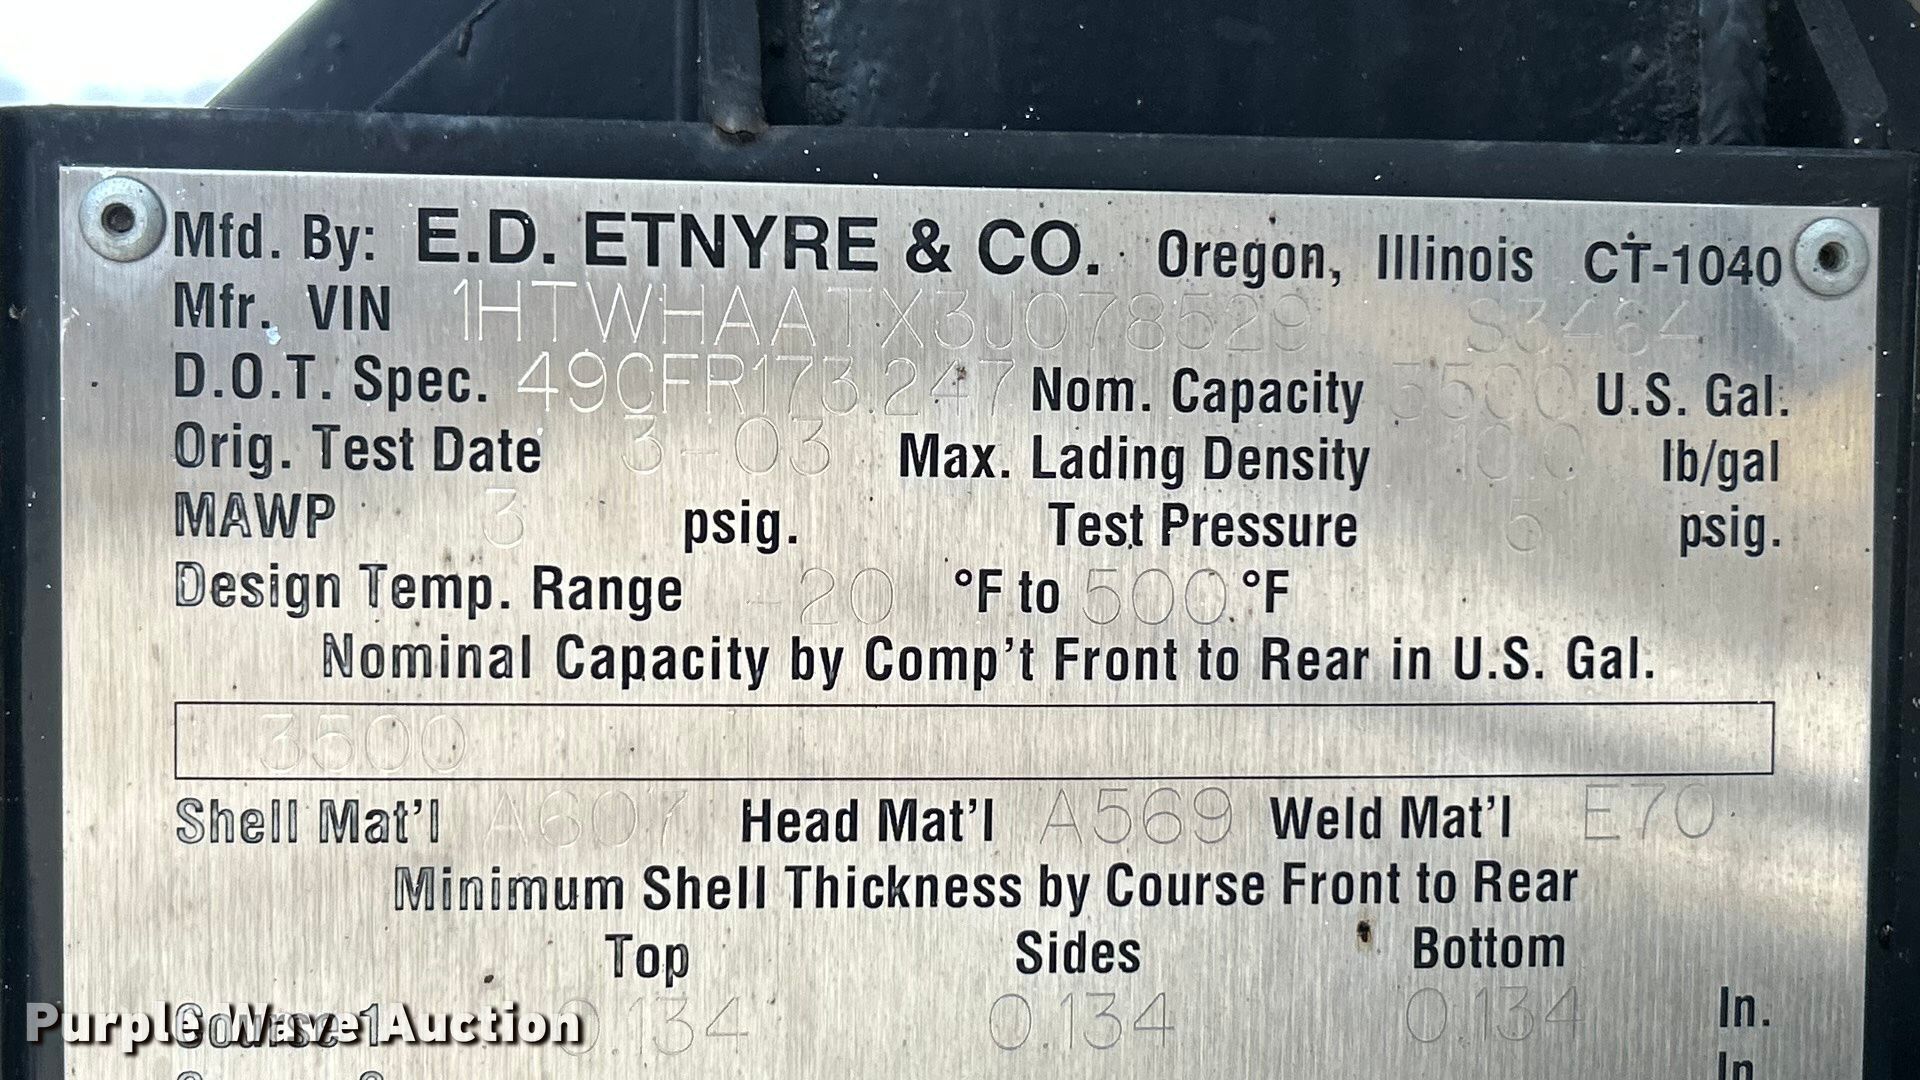 Mfd. By: E.D. ETNYRE & CO. Oregon, Illinois CT-1040
Mfr. VIN 1HTWHAATX3J078529 S3464
D.O.T. Spec. 49CFR173.247 Nom. Capacity 3500 U.S. Gal.
Orig. Test Date 3-03 Max. Lading Density 10.0 lb/gal
MAWP 3 psig. Test Pressure 5 psig.
Design Temp. Range -20 °F to 500 °F
Nominal Capacity by Comp't Front to Rear in U.S. Gal.
3500
Shell Mat'l A607 Head Mat'l A569 Weld Mat'l E70
Minimum Shell Thickness by Course Front to Rear
Top Sides Bottom
Course 1 0.134 0.134 0.134 In.
In.
Purple Wave Auction